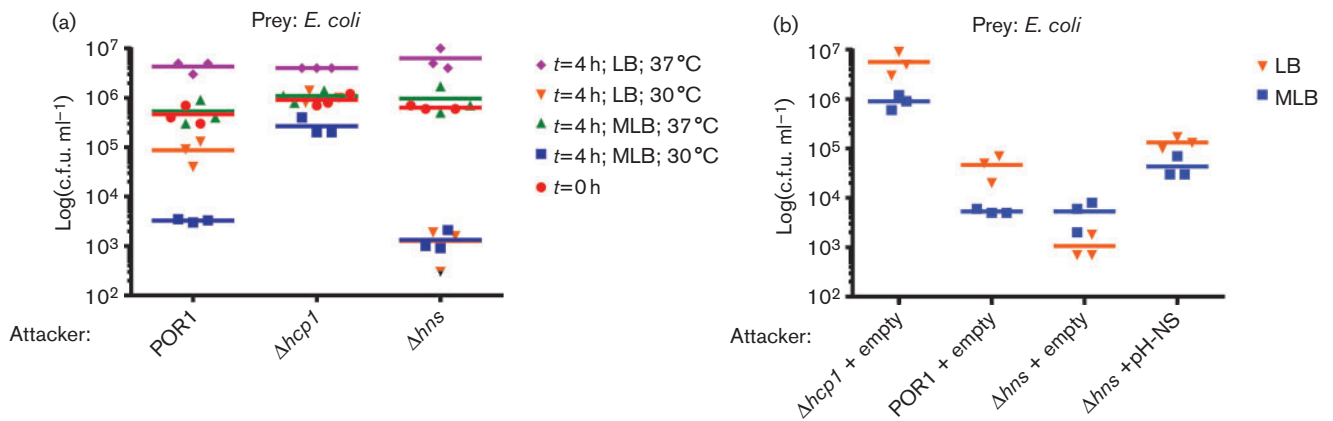 (a)
Prey: E. coli
10⁷
10⁶
10⁵
10⁴
10³
10²
Log(c.f.u. ml⁻¹)
Attacker:
POR1
Δhcp1
Δhns
t=4 h; LB; 37 °C
t=4 h; LB; 30 °C
t=4 h; MLB; 37 °C
t=4 h; MLB; 30 °C
t=0 h
(b)
Prey: E. coli
10⁷
10⁶
10⁵
10⁴
10³
10²
Log(c.f.u. ml⁻¹)
Attacker:
Δhcp1 + empty
POR1 + empty
Δhns + empty
Δhns +pH-NS
LB
MLB